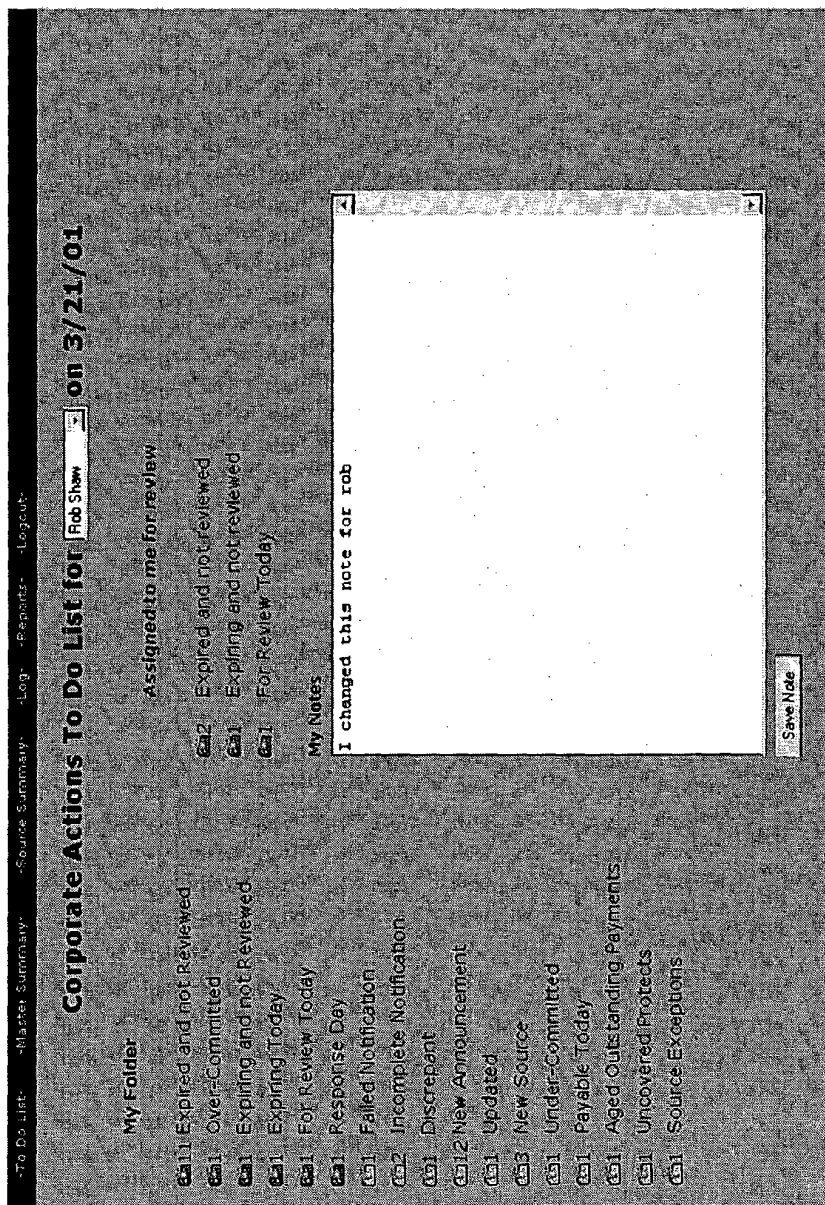 -To Do List- -Master Summary- -Source Summary- -Log- -Reports- -Logout-
Corporate Actions To Do List for Rob Shaw on 3/21/01
My Folder
11 Expired and not Reviewed
1 Over-Committed
1 Expiring and not Reviewed
1 Expiring Today
1 For Review Today
1 Response Day
1 Failed Notification
2 Incomplete Notification
1 Discrepant
12 New Announcement
1 Updated
3 New Source
1 Under-Committed
1 Payable Today
1 Aged Outstanding Payments
1 Uncovered Protects
1 Source Exceptions
Assigned to me for review
2 Expired and not reviewed
1 Expiring and not reviewed
1 For Review Today
My Notes
I changed this note for rob
Save Note